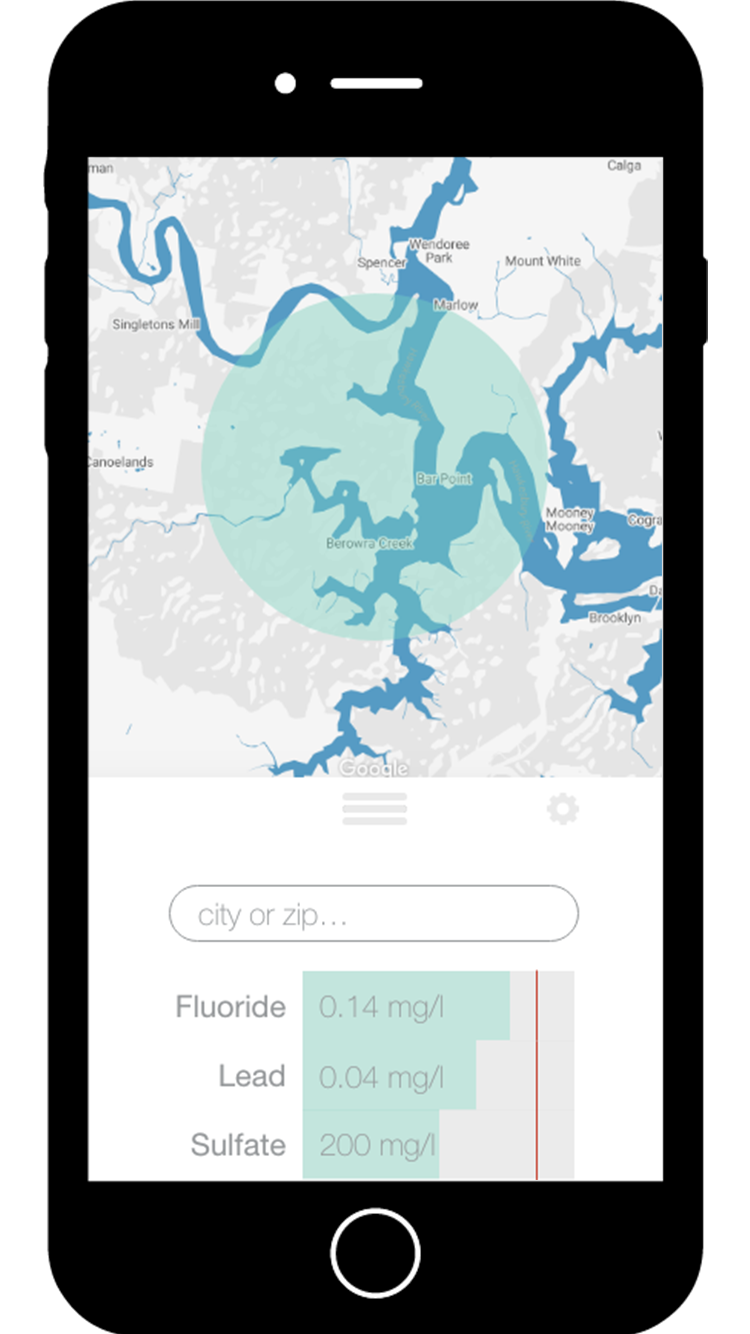 man
Calga
Wendoree
Park
Spencer
Mount White
Marlow
Singletons Mill
Canoelands
Bar Point
Mooney
Mooney
Cogra
Berowra Creek
Brooklyn
Google
city or zip...
Fluoride 0.14 mg/l
Lead 0.04 mg/l
Sulfate 200 mg/l